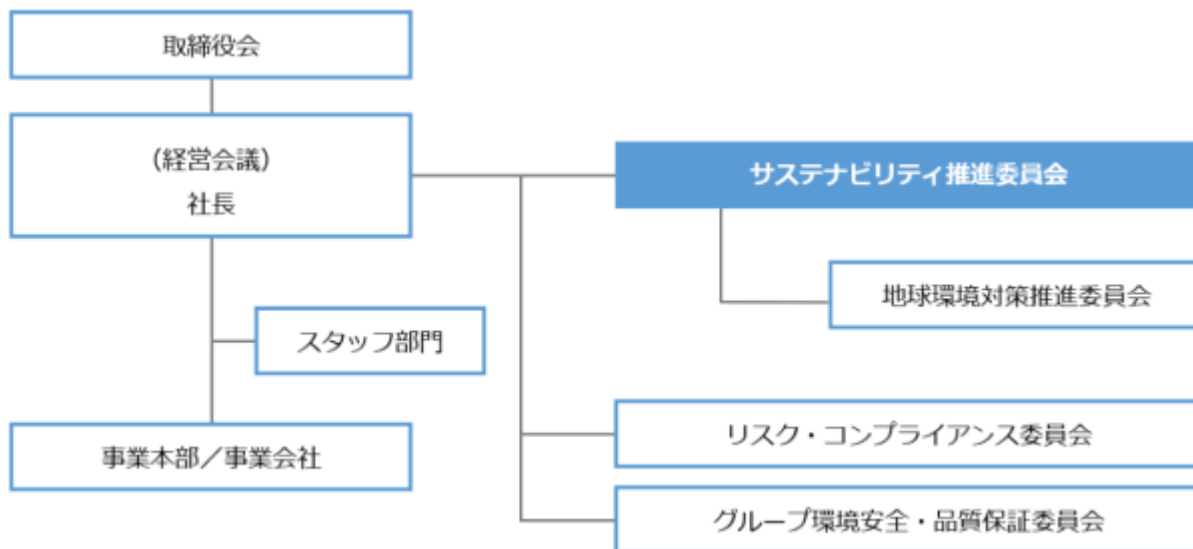 取締役会
(経営会議)
社長
サステナビリティ推進委員会
地球環境対策推進委員会
スタッフ部門
リスク・コンプライアンス委員会
事業本部／事業会社
グループ環境安全・品質保証委員会